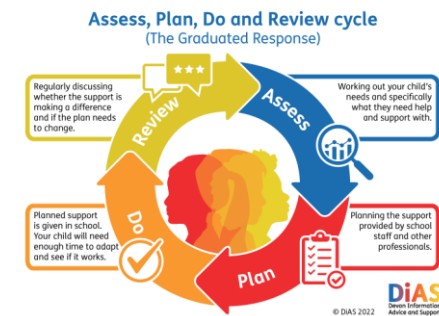 Assess, Plan, Do and Review cycle
(The Graduated Response)
Regularly discussing
whether the support is
making a difference
and if the plan needs
to change.
Review
Assess
Working out your child's
needs and specifically
what they need help
and support with.
Planned support
is given in school.
Your child will need
enough time to adapt
and see if it works.
Do
Plan
Planning the support
provided by school
staff and other
professionals.
© DiAS 2022
DiAS
Devon Information
Advice and Support